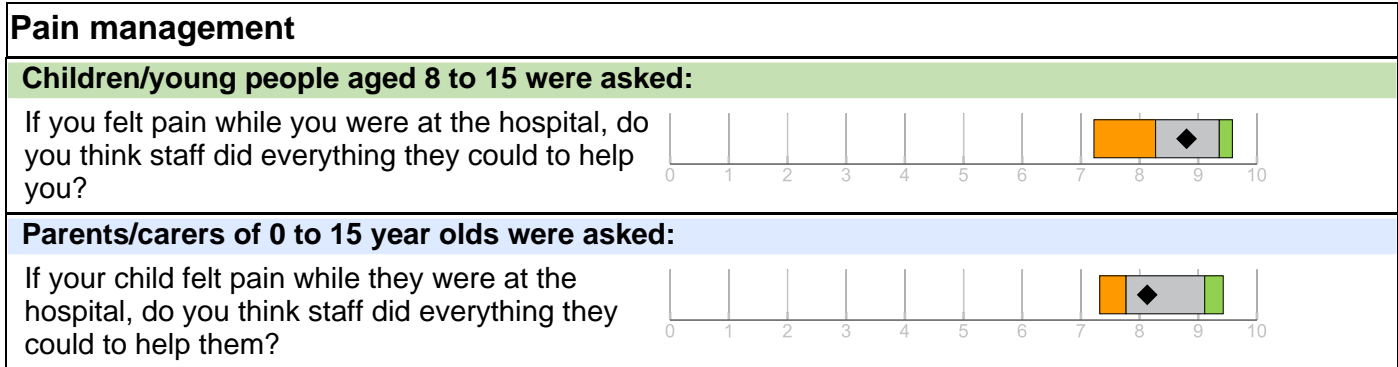 Pain management
Children/young people aged 8 to 15 were asked:
If you felt pain while you were at the hospital, do
you think staff did everything they could to help
you?
0 1 2 3 4 5 6 7 8 9 10
Parents/carers of 0 to 15 year olds were asked:
If your child felt pain while they were at the
hospital, do you think staff did everything they
could to help them?
0 1 2 3 4 5 6 7 8 9 10